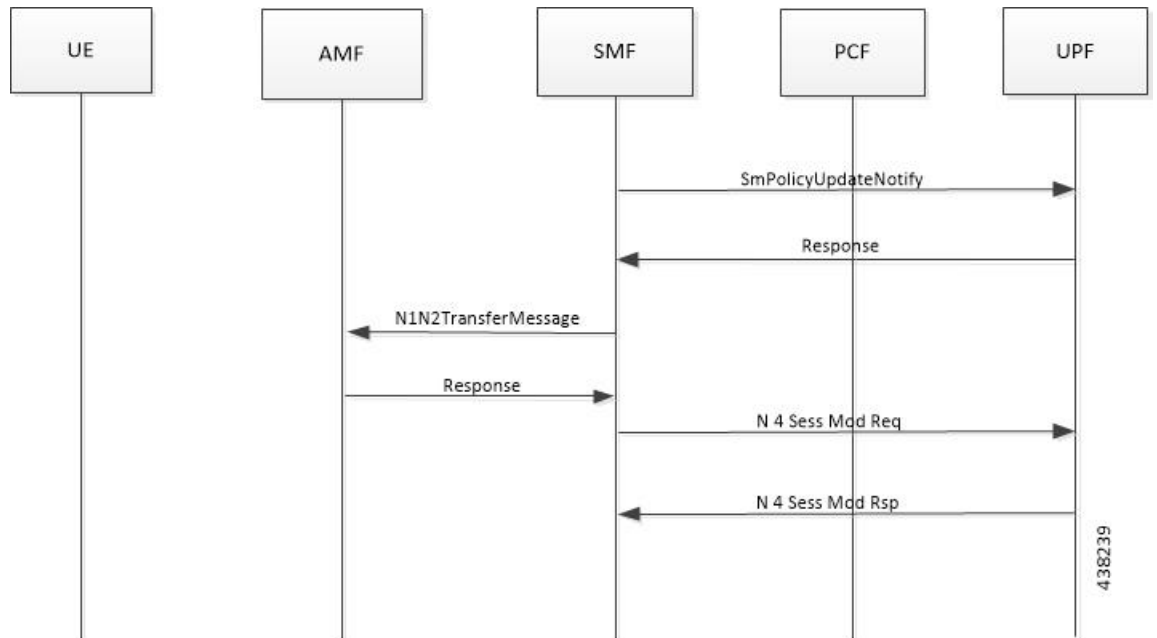 UE
AMF
SMF
PCF
UPF
SmPolicyUpdateNotify
Response
N1N2TransferMessage
Response
N 4 Sess Mod Req
N 4 Sess Mod Rsp
438239